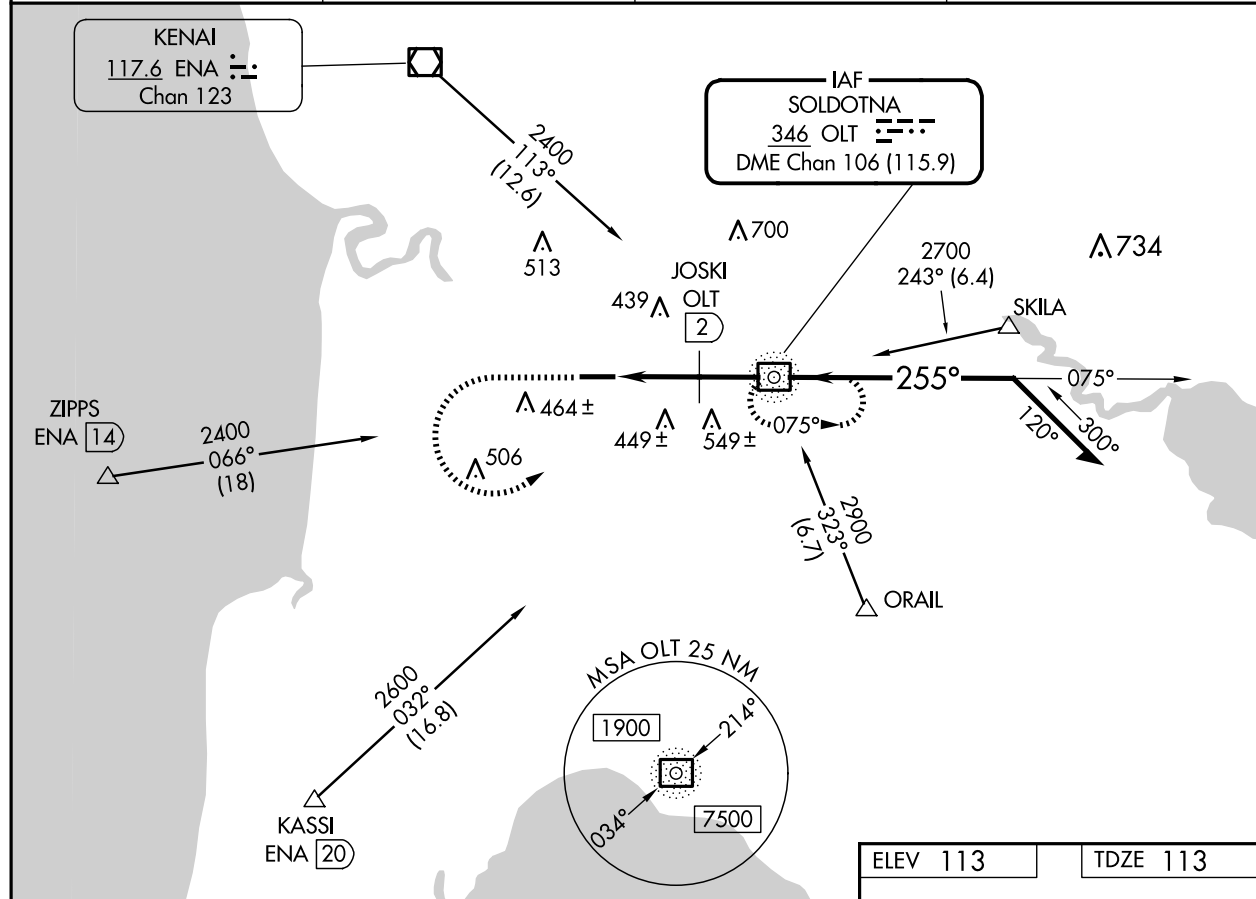 KENAI
117.6 ENA
Chan 123
IAF
SOLDOTNA
346 OLT
DME Chan 106 (115.9)
2400
113°
(12.6)
513
700
734
2700
243° (6.4)
SKILA
JOSKI
OLT
2
439
255°
075°
120°
300°
075°
464±
449±
549±
506
ZIPPS
ENA 14
2400
066°
(18)
2900
323°
(6.7)
ORAIL
2600
032°
(16.8)
KASSI
ENA 20
MSA OLT 25 NM
1900
214°
034°
7500
ELEV 113
TDZE 113